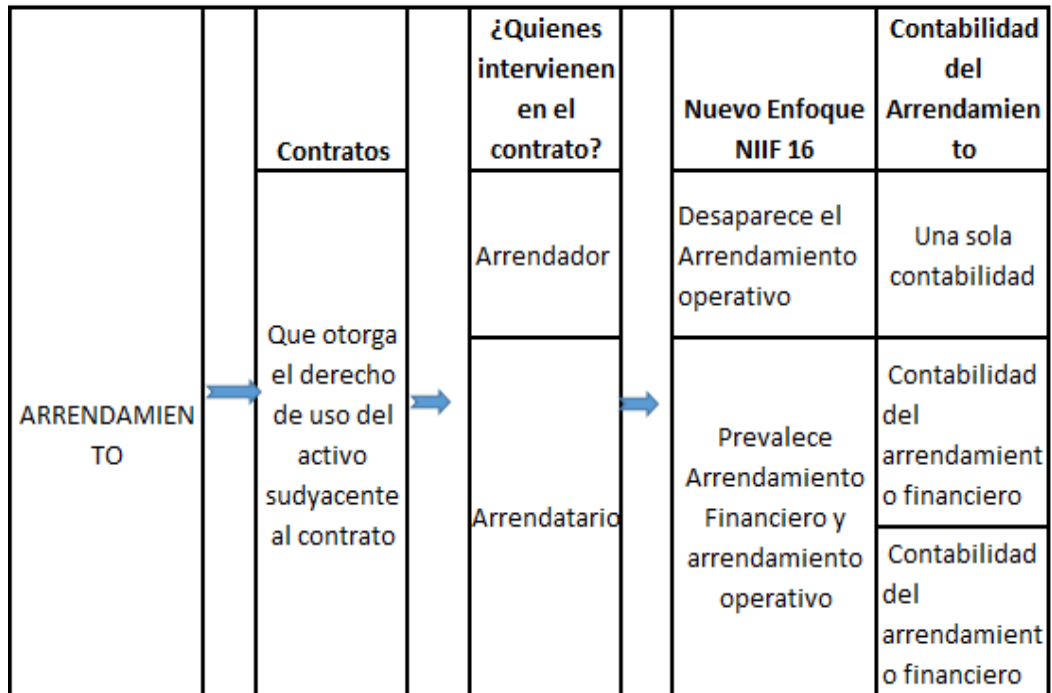 ARRENDAMIEN
TO
Contratos
Que otorga
el derecho
de uso del
activo
sudyacente
al contrato
¿Quienes
intervienen
en el
contrato?
Arrendador
Arrendatario
Nuevo Enfoque
NIIF 16
Desaparece el
Arrendamiento
operativo
Prevalece
Arrendamiento
Financiero y
arrendamiento
operativo
Contabilidad
del
Arrendamien
to
Una sola
contabilidad
Contabilidad
del
arrendamient
o financiero
Contabilidad
del
arrendamient
o financiero